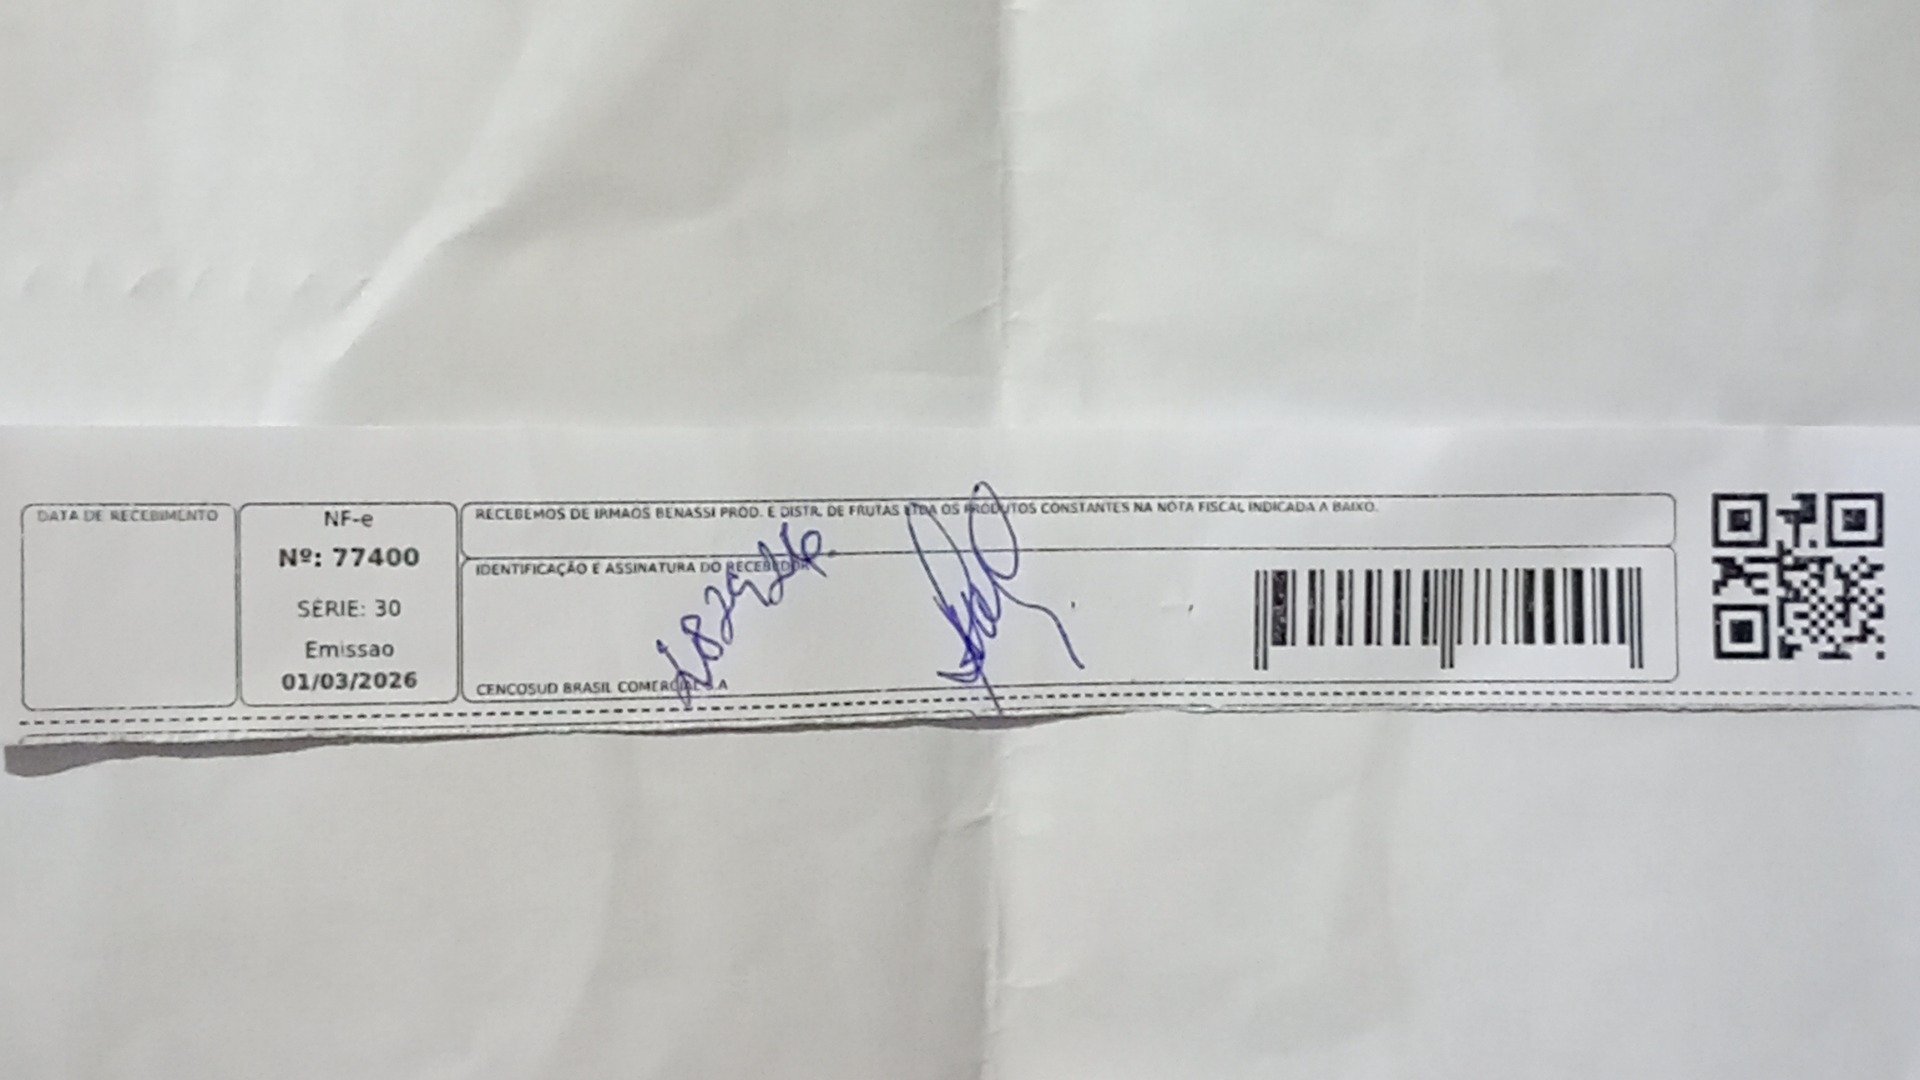 DATA DE RECEBIMENTO
NF-e
Nº: 77400
SÉRIE: 30
Emissao
01/03/2026
RECEBEMOS DE IRMAOS BENASSI PROD. E DISTR. DE FRUTAS LTDA OS PRODUTOS CONSTANTES NA NOTA FISCAL INDICADA A BAIXO.
IDENTIFICAÇÃO E ASSINATURA DO RECEBEDOR
CENCOSUD BRASIL COMERCIAL S.A